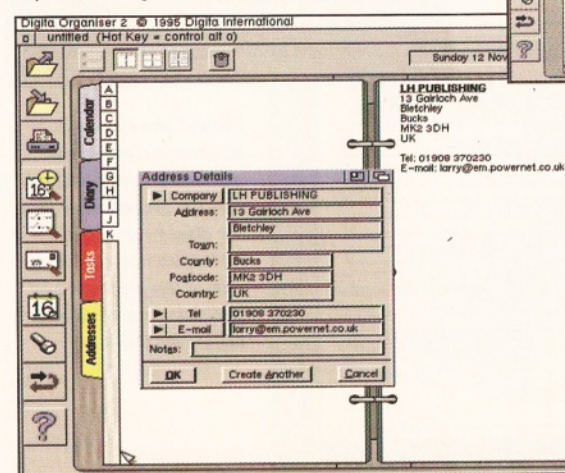 Digita Organiser 2 © 1995 Digita International
untitled (Hot Key = control alt o)
Sunday 12 Nov
Calendar
Diary
Tasks
Addresses
A
B
C
D
E
F
G
H
I
J
K
16
16
LH PUBLISHING
13 Gairloch Ave
Bletchley
Bucks
MK2 3DH
UK
Tel: 01908 370230
E-mail: larry@em.powernet.co.uk
Address Details
Company LH PUBLISHING
Address: 13 Gairloch Ave
Bletchley
Town:
County: Bucks
Postcode: MK2 3DH
Country: UK
Tel 01908 370230
E-mail larry@em.powernet.co.uk
Notes:
OK Create Another Cancel